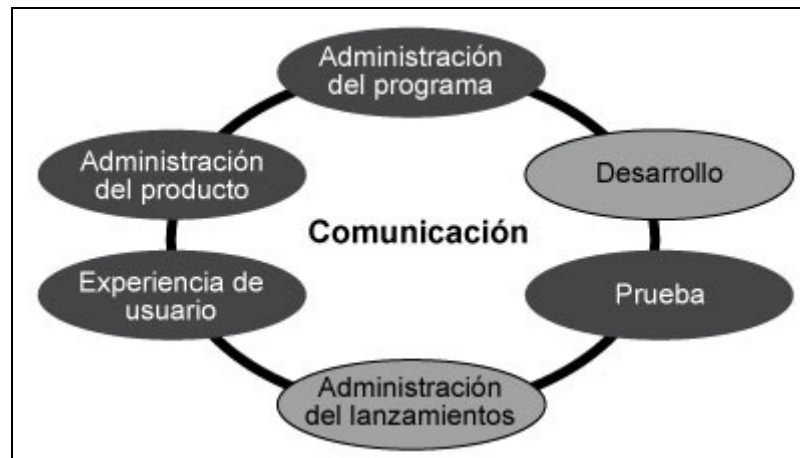 Administración
del programa
Administración
del producto
Desarrollo
Comunicación
Experiencia de
usuario
Prueba
Administración
del lanzamientos